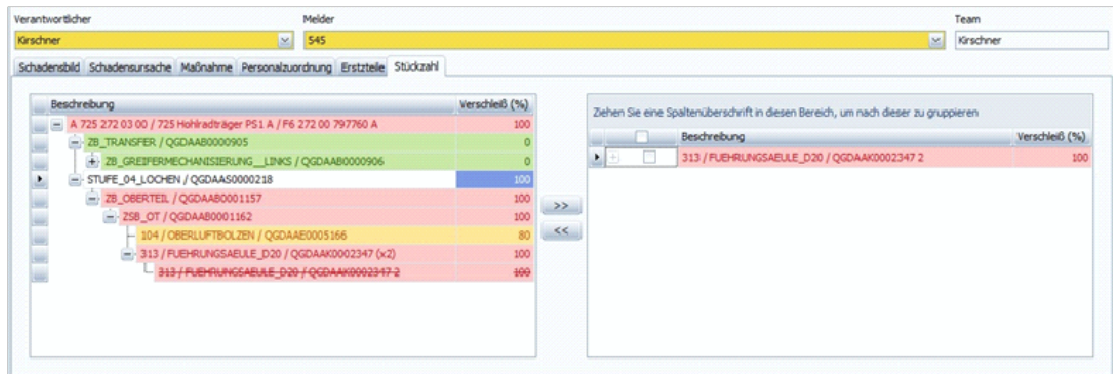 Verantwortlicher Melder Team
Kirschner 545 Kirschner
Schadensbild Schadensursache Maßnahme Personalzuordnung Erstzteile Stückzahl
Beschreibung Verschleiß (%)
A 725 272 03 00 / 725 Hohlradträger PS1 A / F6 272 00 797760 A 100
ZB_TRANSFER / QGDAAB0000905 0
ZB_GREIFERMECHANISIERUNG__LINKS / QGDAAB0000906 0
STUFE_04_LOCHEN / QGDAAS0000218 100
ZB_OBERTEIL / QGDAABO001157 100
ZSB_OT / QGDAAB0001162 100
104 / OBERLUFTBOLZEN / QGDAAE0005166 80
313 / FUEHRUNGSAEULE_D20 / QGDAAK0002347 (x2) 100
313 / FUEHRUNGSAEULE_D20 / QGDAAK0002347 2 100
>>
<<
Ziehen Sie eine Spaltenüberschrift in diesen Bereich, um nach dieser zu gruppieren
Beschreibung Verschleiß (%)
313 / FUEHRUNGSAEULE_D20 / QGDAAK0002347 2 100